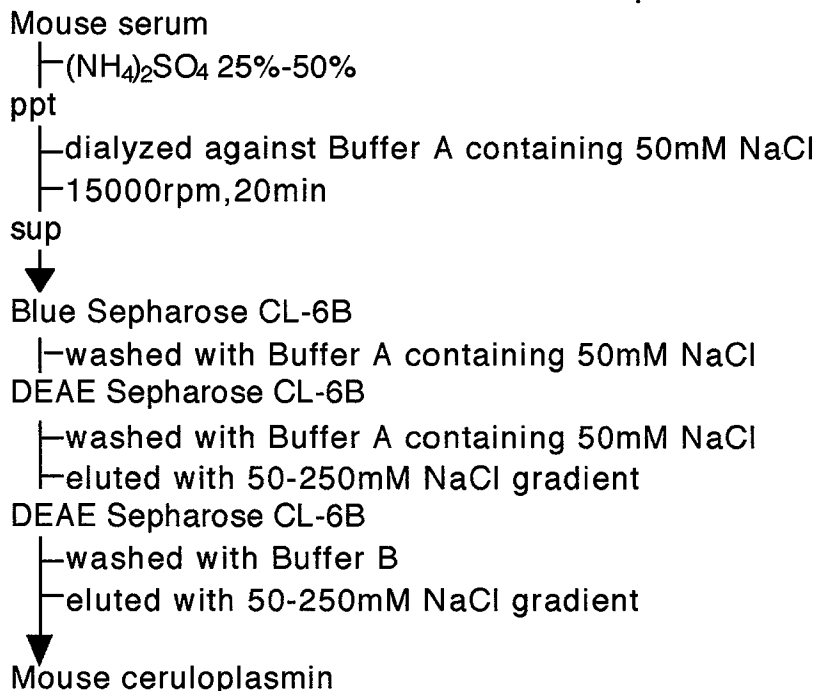 Mouse serum
(NH4)2SO4 25%-50%
ppt
dialyzed against Buffer A containing 50mM NaCl
15000rpm,20min
sup
Blue Sepharose CL-6B
washed with Buffer A containing 50mM NaCl
DEAE Sepharose CL-6B
washed with Buffer A containing 50mM NaCl
eluted with 50-250mM NaCl gradient
DEAE Sepharose CL-6B
washed with Buffer B
eluted with 50-250mM NaCl gradient
Mouse ceruloplasmin